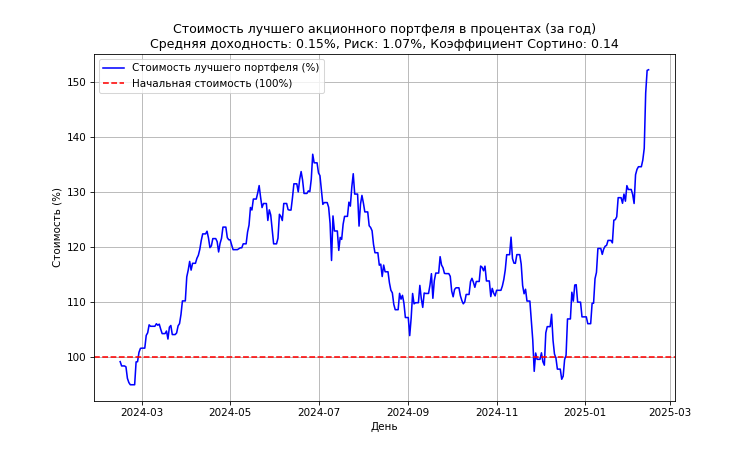 Стоимость лучшего акционного портфеля в процентах (за год)
Средняя доходность: 0.15%, Риск: 1.07%, Коэффициент Сортино: 0.14
Стоимость лучшего портфеля (%)
Начальная стоимость (100%)
Стоимость (%)
150
140
130
120
110
100
2024-03
2024-05
2024-07
2024-09
2024-11
2025-01
2025-03
День